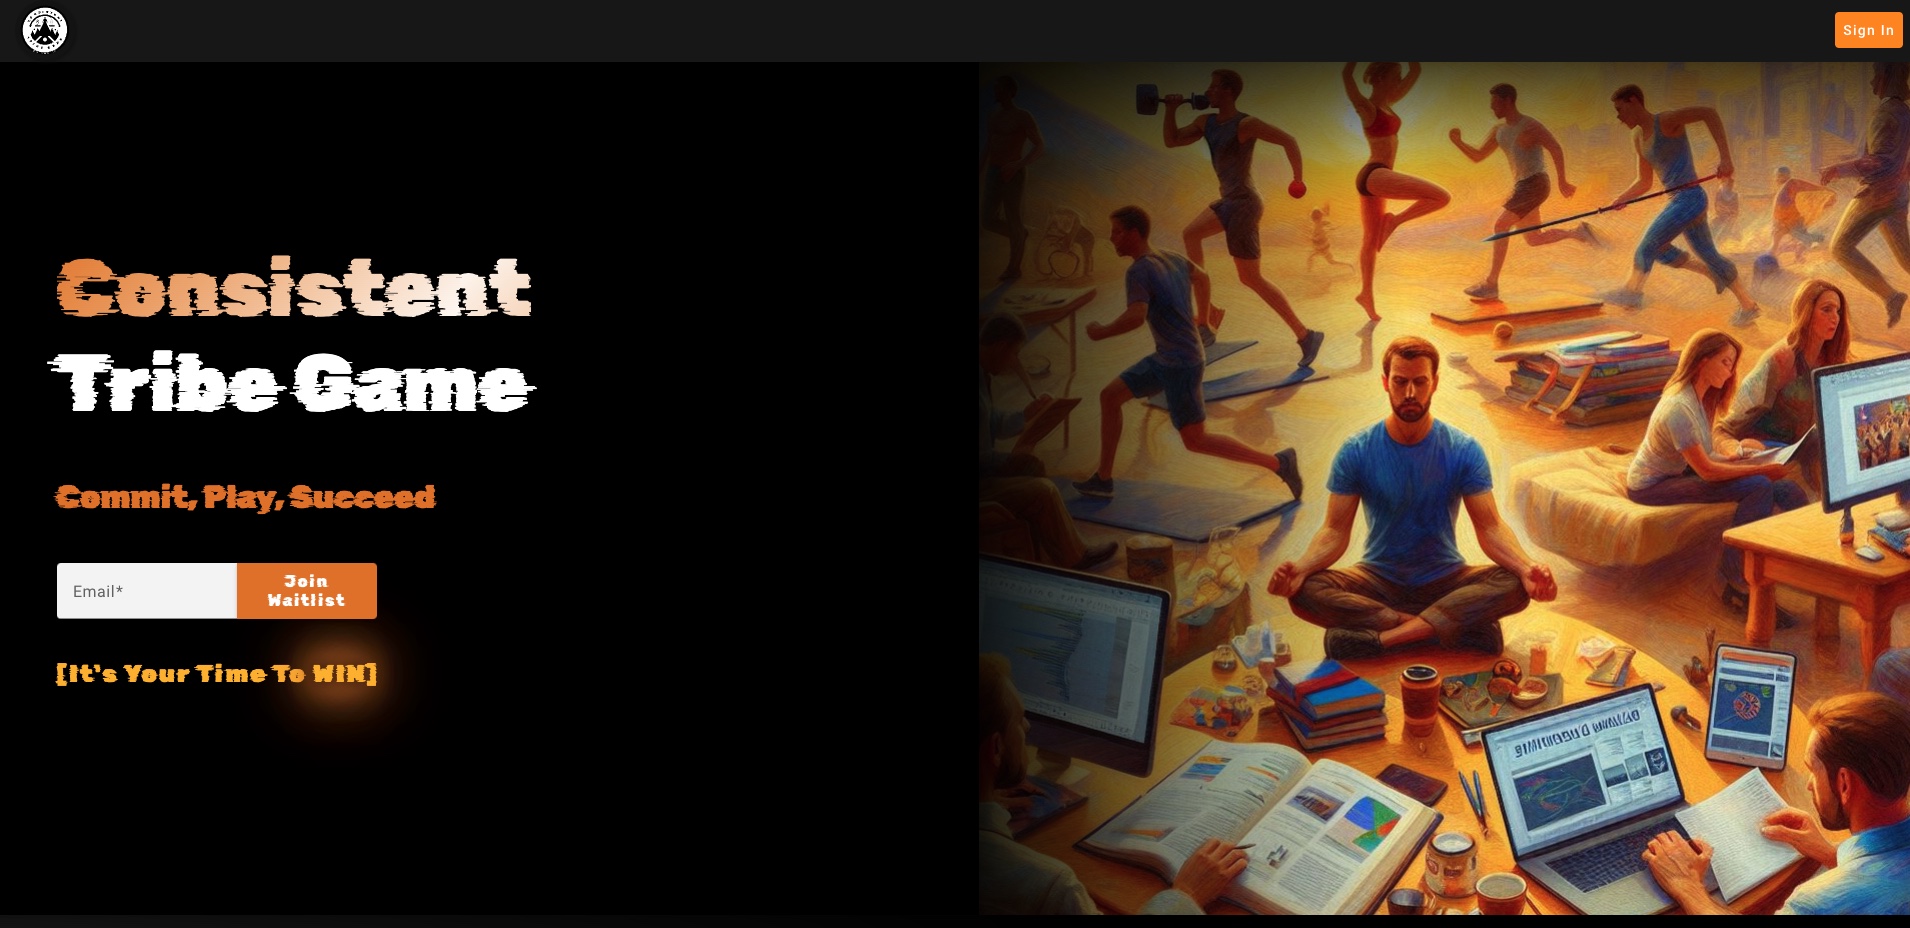 Sign In
Consistent
Tribe Game
Commit, Play, Succeed
Email*
Join
Waitlist
[It's Your Time To WIN]